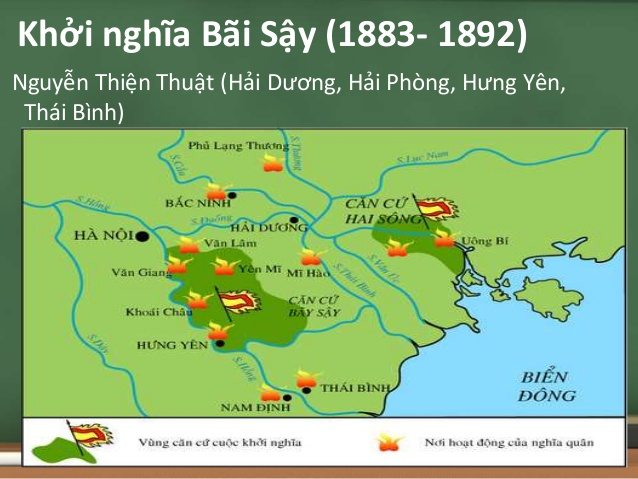 Khởi nghĩa Bãi Sậy (1883- 1892)
Nguyễn Thiện Thuật (Hải Dương, Hải Phòng, Hưng Yên,
Thái Bình)
Phủ Lạng Thương
S.Thương
S.Cầu
S.Lục Nam
S.Hồng
BẮC NINH
S.Đuống
CĂN CỨ
HAI SÔNG
HÀ NỘI
HẢI DƯƠNG
Văn Lâm
Uông Bí
Văn Giang
Yên Mĩ
Mĩ Hào
S.Thái Bình
S.Văn Úc
Khoái Châu
CĂN CỨ
BÃY SẬY
HƯNG YÊN
S.Đáy
S.Hồng
THÁI BÌNH
NAM ĐỊNH
BIỂN
ĐÔNG
Vùng căn cứ cuộc khởi nghĩa
Nơi hoạt động của nghĩa quân